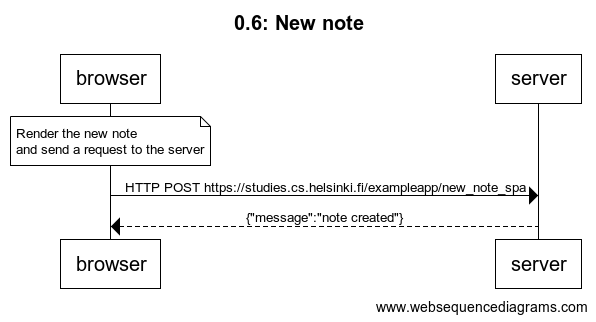 0.6: New note
browser
server
Render the new note
and send a request to the server
HTTP POST https://studies.cs.helsinki.fi/exampleapp/new_note_spa
{"message":"note created"}
browser
server
www.websequencediagrams.com